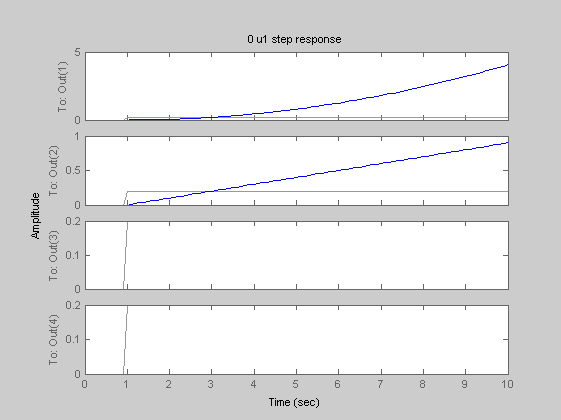 0 u1 step response
5
To: Out(1)
0
1
To: Out(2)
0.5
0
Amplitude
0.2
To: Out(3)
0.1
0
0.2
To: Out(4)
0.1
0
0 1 2 3 4 5 6 7 8 9 10
Time (sec)